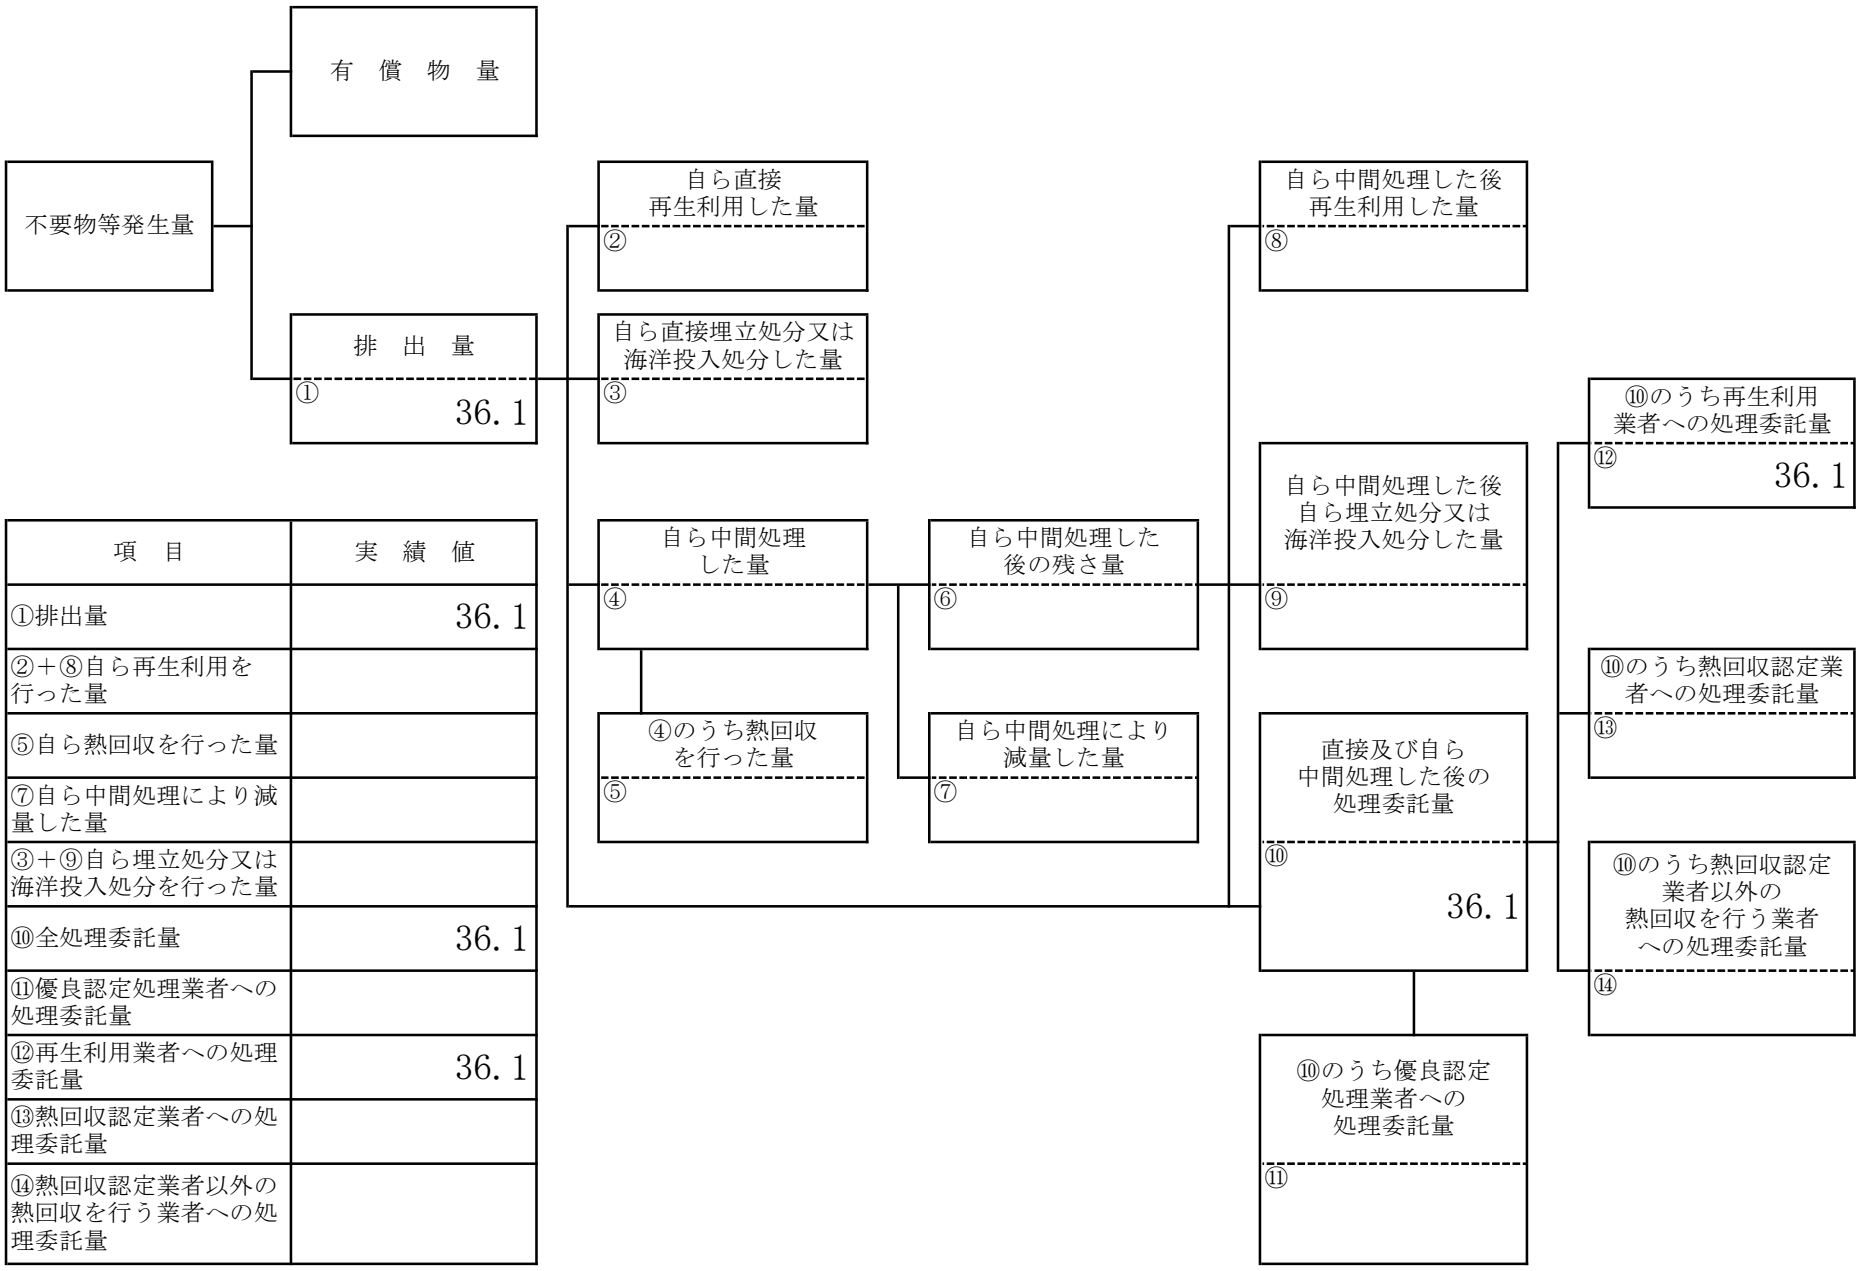 有　償　物　量
不要物等発生量
排　出　量
①
36.1
自ら直接
再生利用した量
②
自ら直接埋立処分又は
海洋投入処分した量
③
自ら中間処理
した量
④
④のうち熱回収
を行った量
⑤
自ら中間処理した
後の残さ量
⑥
自ら中間処理により
減量した量
⑦
自ら中間処理した後
再生利用した量
⑧
自ら中間処理した後
自ら埋立処分又は
海洋投入処分した量
⑨
直接及び自ら
中間処理した後の
処理委託量
⑩
36.1
⑩のうち優良認定
処理業者への
処理委託量
⑪
⑩のうち再生利用
業者への処理委託量
⑫
36.1
⑩のうち熱回収認定業
者への処理委託量
⑬
⑩のうち熱回収認定
業者以外の
熱回収を行う業者
への処理委託量
⑭
項　目　実　績　値
①排出量　36.1
②＋⑧自ら再生利用を
行った量
⑤自ら熱回収を行った量
⑦自ら中間処理により減
量した量
③＋⑨自ら埋立処分又は
海洋投入処分を行った量
⑩全処理委託量　36.1
⑪優良認定処理業者への
処理委託量
⑫再生利用業者への処理
委託量　36.1
⑬熱回収認定業者への処
理委託量
⑭熱回収認定業者以外の
熱回収を行う業者への処
理委託量